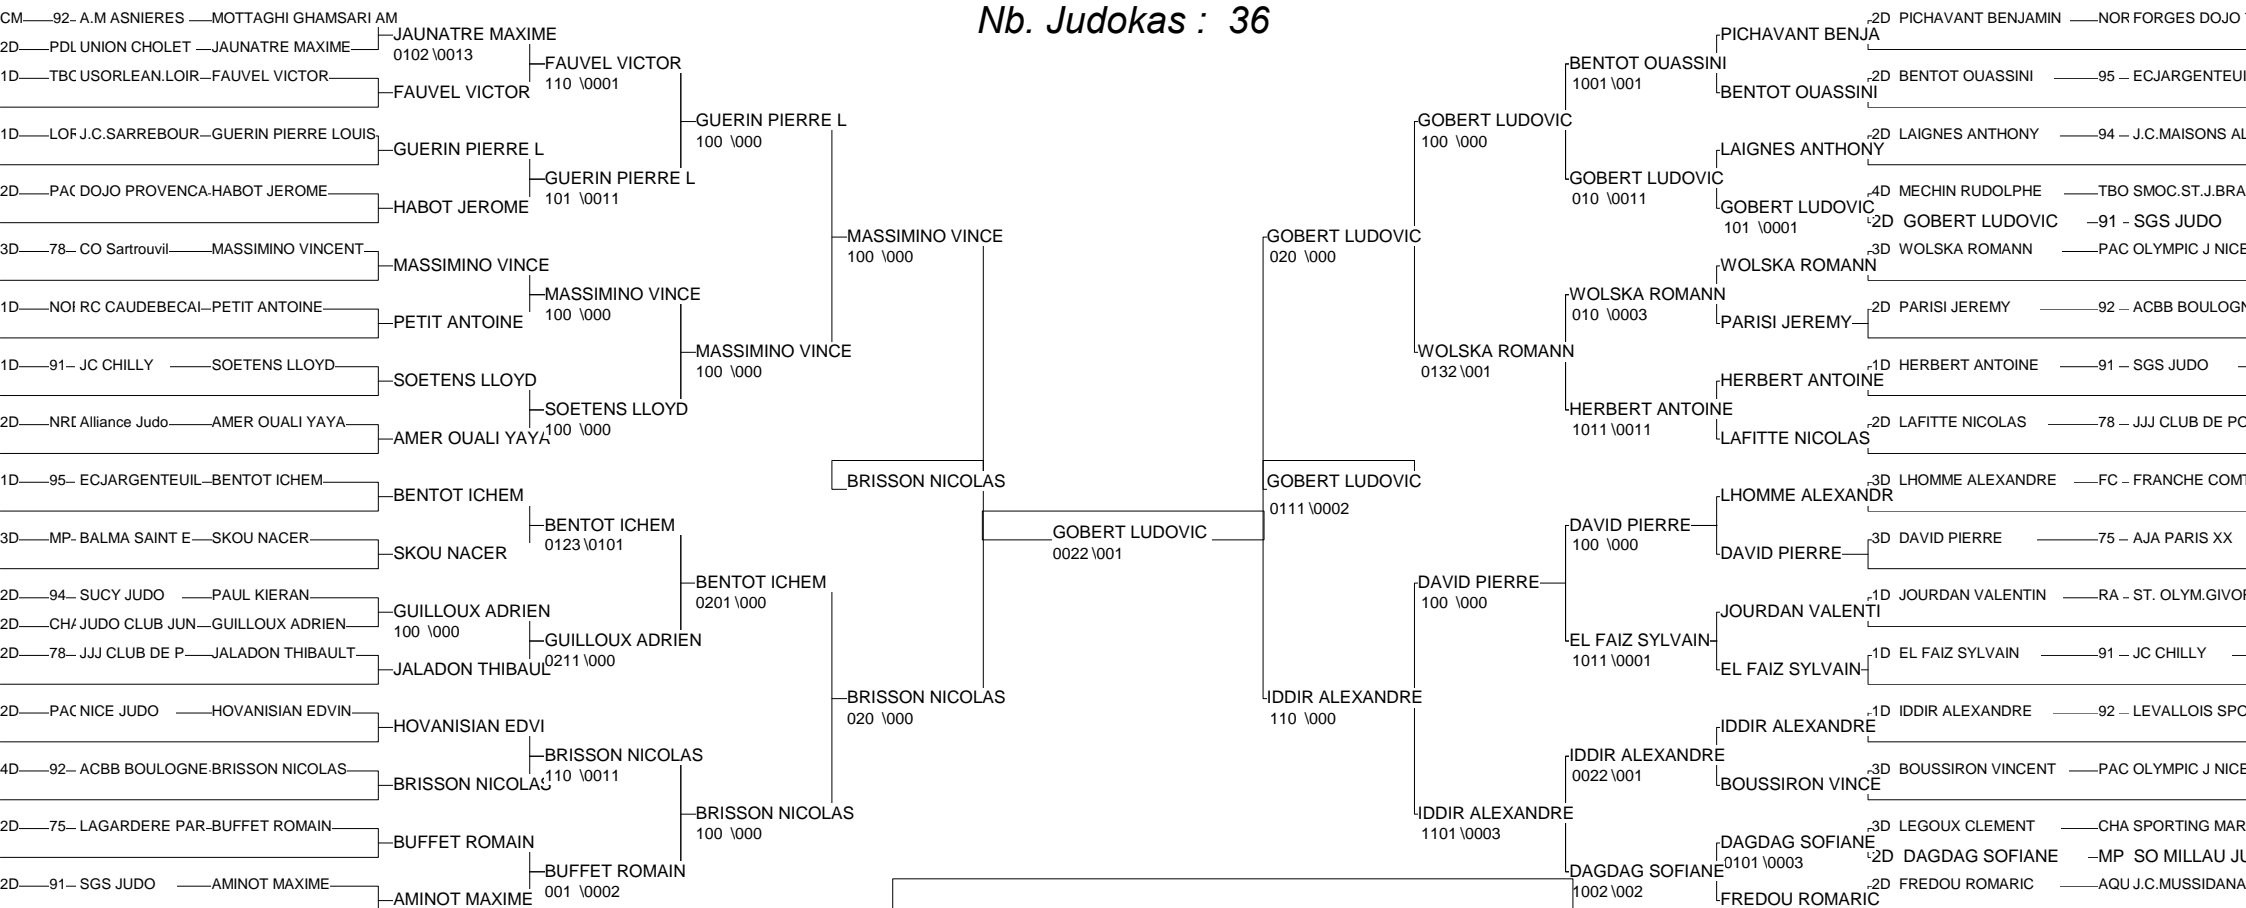 Nb. Judokas : 36
CM 92- A.M ASNIERES MOTTAGHI GHAMSARI AM
2D PDL UNION CHOLET JAUNATRE MAXIME
1D TBO USORLEAN.LOIR FAUVEL VICTOR
1D LOR J.C.SARREBOUR GUERIN PIERRE LOUIS
2D PAC DOJO PROVENCA HABOT JEROME
3D 78 CO Sartrouvil MASSIMINO VINCENT
1D NOR RC CAUDEBECAI PETIT ANTOINE
1D 91 JC CHILLY SOETENS LLOYD
2D NRD Alliance Judo AMER OUALI YAYA
1D 95 ECJARGENTEUIL BENTOT ICHEM
3D MP- BALMA SAINT E SKOU NACER
2D 94 SUCY JUDO PAUL KIERAN
2D CHA JUDO CLUB JUN GUILLOUX ADRIEN
2D 78 JJJ CLUB DE P JALADON THIBAULT
2D PAC NICE JUDO HOVANISIAN EDVIN
4D 92 ACBB BOULOGNE BRISSON NICOLAS
2D 75 LAGARDERE PAR BUFFET ROMAIN
2D 91 SGS JUDO AMINOT MAXIME
JAUNATRE MAXIME
0102 \0013
FAUVEL VICTOR
GUERIN PIERRE L
HABOT JEROME
MASSIMINO VINCE
PETIT ANTOINE
SOETENS LLOYD
AMER OUALI YAYA
BENTOT ICHEM
SKOU NACER
GUILLOUX ADRIEN
100 \000
JALADON THIBAUL
HOVANISIAN EDVI
BRISSON NICOLAS
BUFFET ROMAIN
AMINOT MAXIME
FAUVEL VICTOR
110 \0001
GUERIN PIERRE L
101 \0011
MASSIMINO VINCE
100 \000
SOETENS LLOYD
100 \000
BENTOT ICHEM
0123 \0101
GUILLOUX ADRIEN
0211 \000
BRISSON NICOLAS
110 \0011
BUFFET ROMAIN
001 \0002
GUERIN PIERRE L
100 \000
MASSIMINO VINCE
100 \000
BENTOT ICHEM
0201 \000
BRISSON NICOLAS
100 \000
MASSIMINO VINCE
100 \000
BRISSON NICOLAS
020 \000
BRISSON NICOLAS
GOBERT LUDOVIC
0022 \001
GOBERT LUDOVIC
0111 \0002
GOBERT LUDOVIC
020 \000
IDDIR ALEXANDRE
110 \000
GOBERT LUDOVIC
100 \000
WOLSKA ROMANN
0132 \001
DAVID PIERRE
100 \000
IDDIR ALEXANDRE
1101 \0003
BENTOT OUASSINI
1001 \001
GOBERT LUDOVIC
010 \0011
WOLSKA ROMANN
010 \0003
HERBERT ANTOINE
1011 \0011
DAVID PIERRE
100 \000
EL FAIZ SYLVAIN
1011 \0001
IDDIR ALEXANDRE
0022 \001
DAGDAG SOFIANE
1002 \002
PICHAVANT BENJA
BENTOT OUASSINI
LAIGNES ANTHONY
GOBERT LUDOVIC
101 \0001
WOLSKA ROMANN
PARISI JEREMY
HERBERT ANTOINE
LAFITTE NICOLAS
LHOMME ALEXANDR
DAVID PIERRE
JOURDAN VALENTI
EL FAIZ SYLVAIN
IDDIR ALEXANDRE
BOUSSIRON VINCE
DAGDAG SOFIANE
0101 \0003
FREDOU ROMARIC
2D PICHAVANT BENJAMIN NOR FORGES DOJO
2D BENTOT OUASSINI 95 – ECJARGENTEUI
2D LAIGNES ANTHONY 94 – J.C.MAISONS AL
4D MECHIN RUDOLPHE TBO SMOC.ST.J.BRA
2D GOBERT LUDOVIC 91 - SGS JUDO
3D WOLSKA ROMANN PAC OLYMPIC J NICE
2D PARISI JEREMY 92 – ACBB BOULOGN
1D HERBERT ANTOINE 91 – SGS JUDO
2D LAFITTE NICOLAS 78 – JJJ CLUB DE PO
3D LHOMME ALEXANDRE FC – FRANCHE COMT
3D DAVID PIERRE 75 – AJA PARIS XX
1D JOURDAN VALENTIN RA – ST. OLYM.GIVOR
1D EL FAIZ SYLVAIN 91 – JC CHILLY
1D IDDIR ALEXANDRE 92 – LEVALLOIS SPO
3D BOUSSIRON VINCENT PAC OLYMPIC J NICE
3D LEGOUX CLEMENT CHA SPORTING MAR
2D DAGDAG SOFIANE MP SO MILLAU JU
2D FREDOU ROMARIC AQU J.C.MUSSIDANA